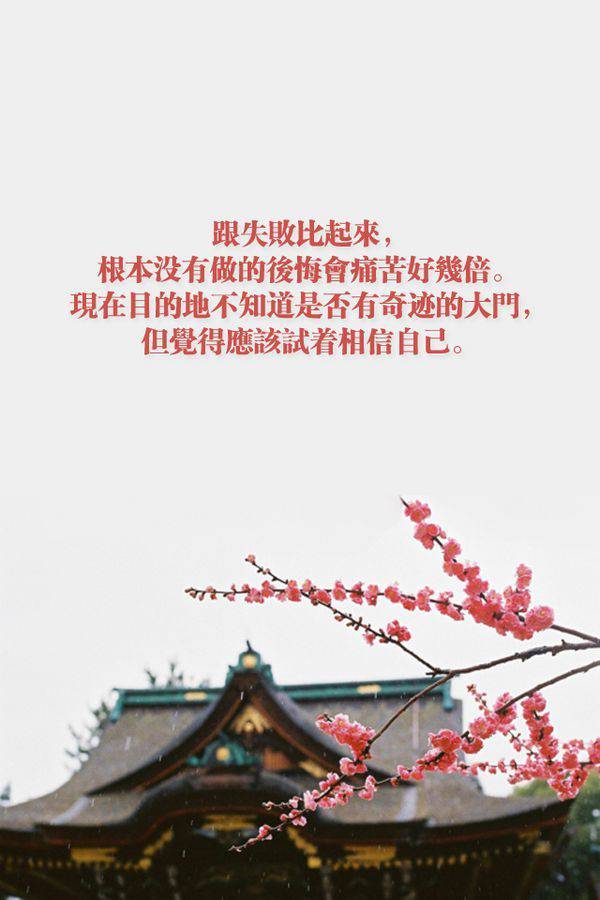 跟失敗比起來，
根本没有做的後悔會痛苦好幾倍。
現在目的地不知道是否有奇迹的大門，
但覺得應該試着相信自己。